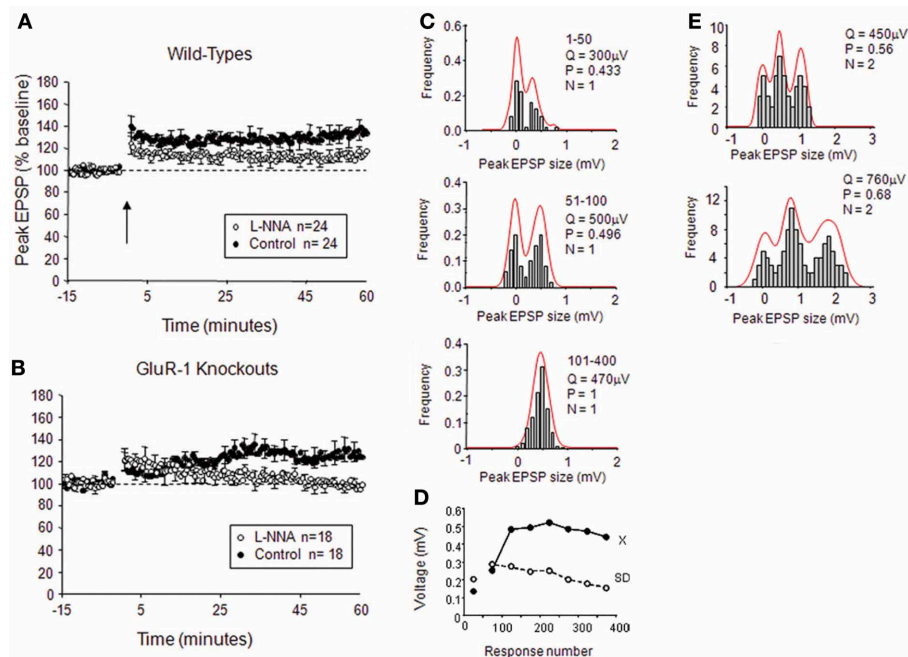 A
Wild-Types
Peak EPSP (% baseline)
180
160
140
120
100
80
60
40
20
0
L-NNA n=24
Control n= 24
-15
5
25
45
60
Time (minutes)
B
GluR-1 Knockouts
180
160
140
120
100
80
60
40
20
0
L-NNA n=18
Control n= 18
-15
5
25
45
60
Time (minutes)
C
Frequency
0.6
0.4
0.2
0.0
1-50
Q = 300µV
P = 0.433
N = 1
0
1
2
Peak EPSP size (mV)
Frequency
0.4
0.3
0.2
0.1
0.0
51-100
Q = 500µV
P = 0.496
N = 1
0
1
2
Peak EPSP size (mV)
Frequency
0.4
0.3
0.2
0.1
0
101-400
Q = 470µV
P = 1
N = 1
0
1
2
Peak EPSP size (mV)
D
Voltage (mV)
0.6
0.5
0.4
0.3
0.2
0.1
0
X
SD
0
100
200
300
400
Response number
E
Frequency
10
8
6
4
2
0
Q = 450µV
P = 0.56
N = 2
-1
0
1
2
3
Peak EPSP size (mV)
Frequency
12
8
4
0
Q = 760µV
P = 0.68
N = 2
-1
0
1
2
3
Peak EPSP size (mV)